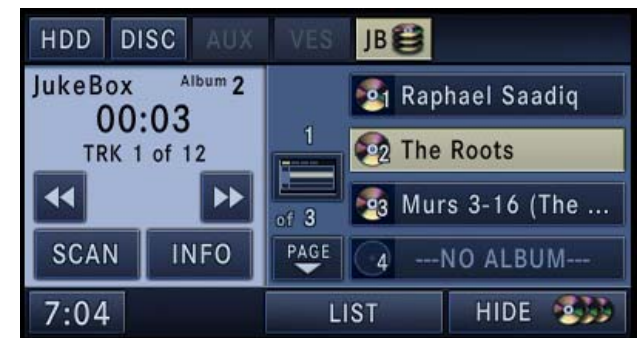 HDD DISC AUX VES JB
JukeBox Album 2
00:03
TRK 1 of 12
SCAN INFO
1
of 3
PAGE
1 Raphael Saadiq
2 The Roots
3 Murs 3-16 (The ...
4 ---NO ALBUM---
7:04 LIST HIDE